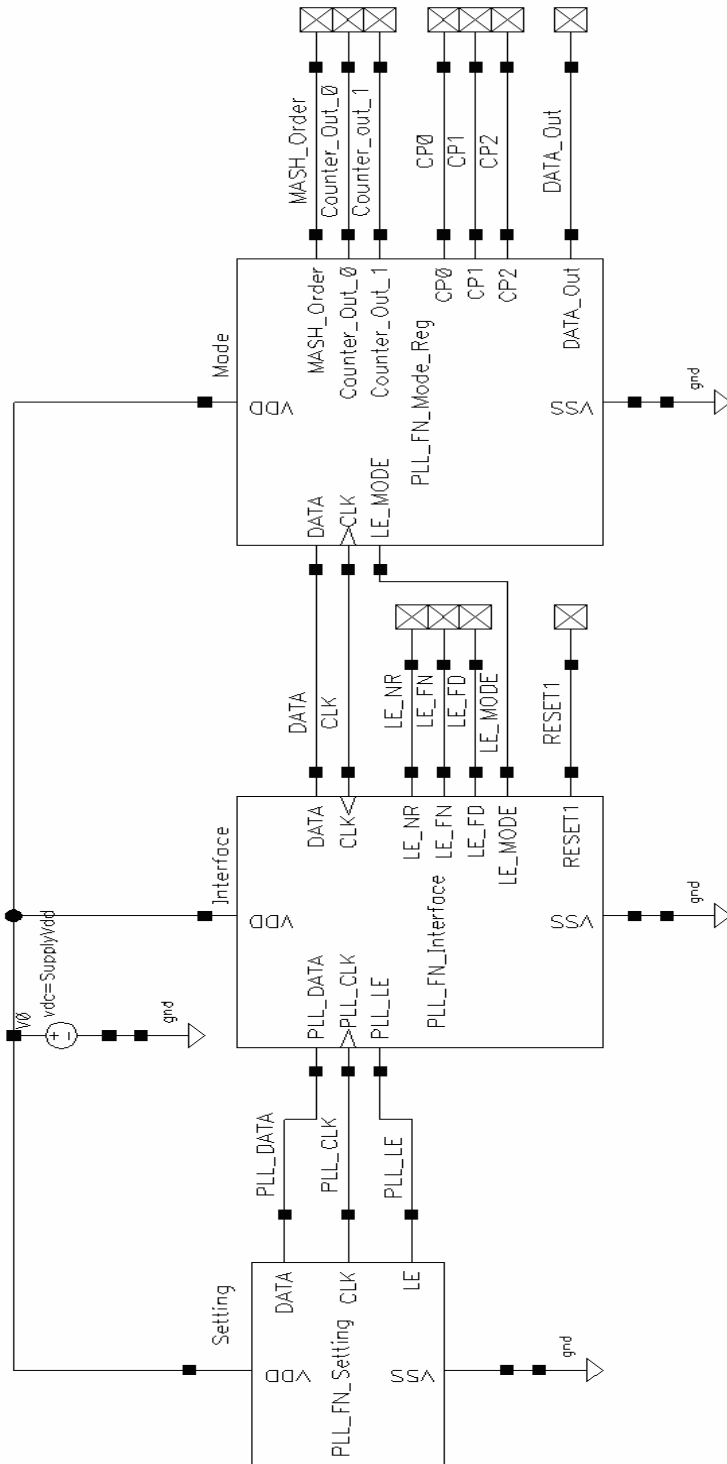 Setting
VDD
PLL_FN_Setting
VSS
gnd
DATA
CLK
LE
PLL_DATA
PLL_CLK
PLL_LE
V0
vdc=SupplyVdd
gnd
Interface
PLL_DATA
PLL_CLK
PLL_LE
VDD
PLL_FN_Interface
VSS
gnd
DATA
CLK
LE_NR
LE_FN
LE_FD
LE_MODE
RESET1
DATA
CLK
LE_NR
LE_FN
LE_FD
LE_MODE
RESET1
Mode
DATA
CLK
LE_MODE
VDD
PLL_FN_Mode_Reg
VSS
gnd
MASH_Order
Counter_Out_0
Counter_Out_1
CP0
CP1
CP2
DATA_Out
MASH_Order
Counter_Out_0
Counter_out_1
CP0
CP1
CP2
DATA_Out